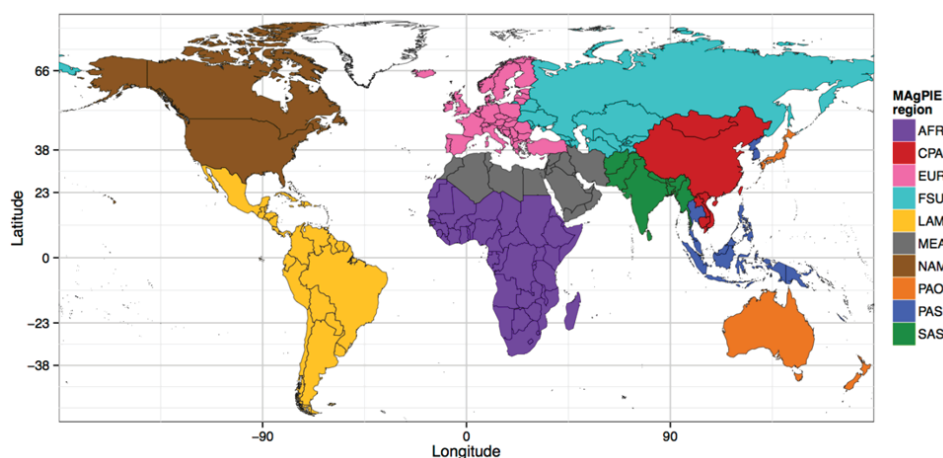 66
38
23
0
−23
−38
Latitude
−90
0
90
Longitude
MAgPIE
region
AFR
CPA
EUR
FSU
LAM
MEA
NAM
PAO
PAS
SAS